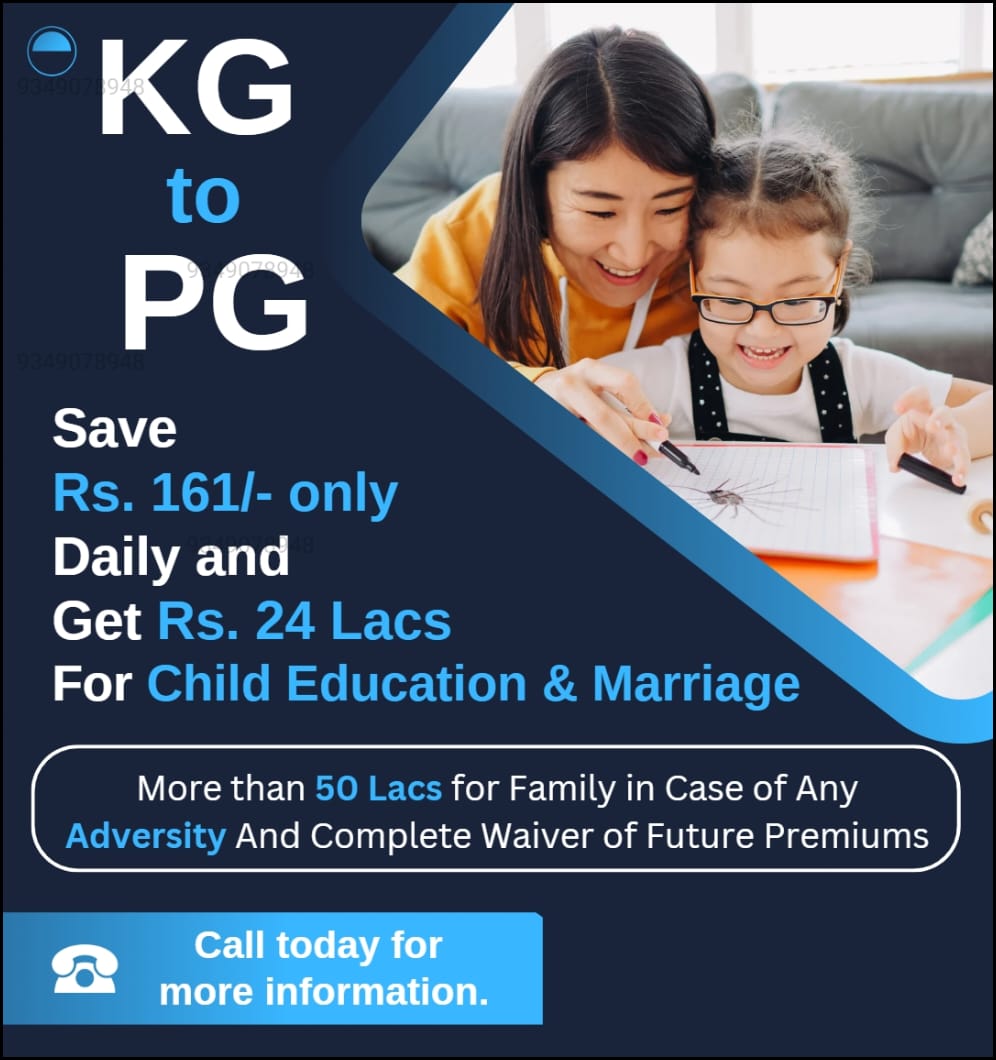 KG
to
PG
9349078948
9349078948
9349078948
Save
Rs. 161/- only
Daily and
9349078948
Get Rs. 24 Lacs
For Child Education & Marriage
More than 50 Lacs for Family in Case of Any
Adversity And Complete Waiver of Future Premiums
Call today for
more information.